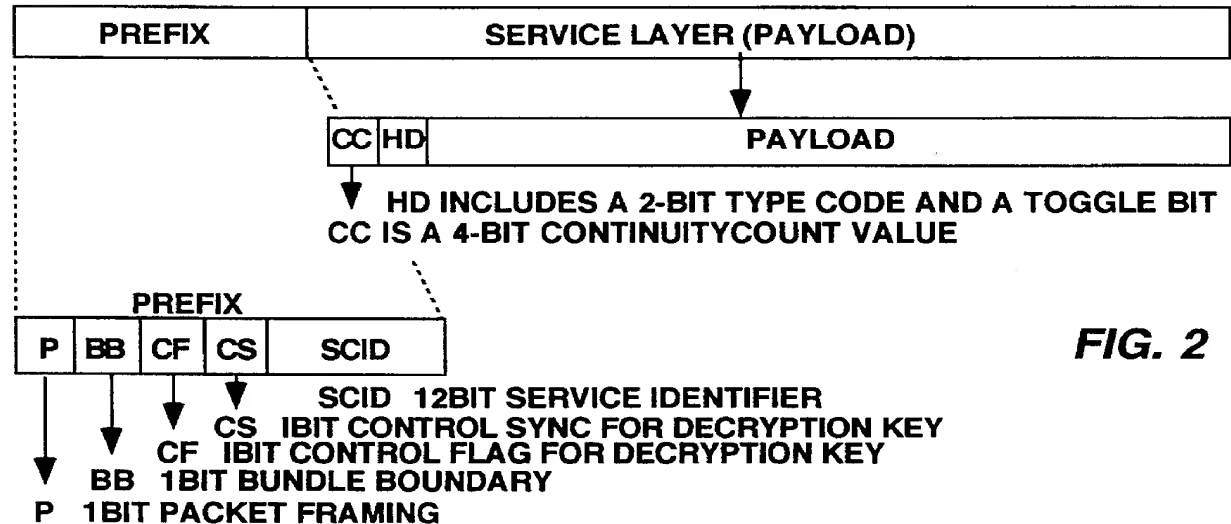 PREFIX SERVICE LAYER (PAYLOAD)
CC HD PAYLOAD
HD INCLUDES A 2-BIT TYPE CODE AND A TOGGLE BIT
CC IS A 4-BIT CONTINUITYCOUNT VALUE
PREFIX
P BB CF CS SCID
FIG. 2
SCID 12BIT SERVICE IDENTIFIER
CS IBIT CONTROL SYNC FOR DECRYPTION KEY
CF IBIT CONTROL FLAG FOR DECRYPTION KEY
BB 1BIT BUNDLE BOUNDARY
P 1BIT PACKET FRAMING